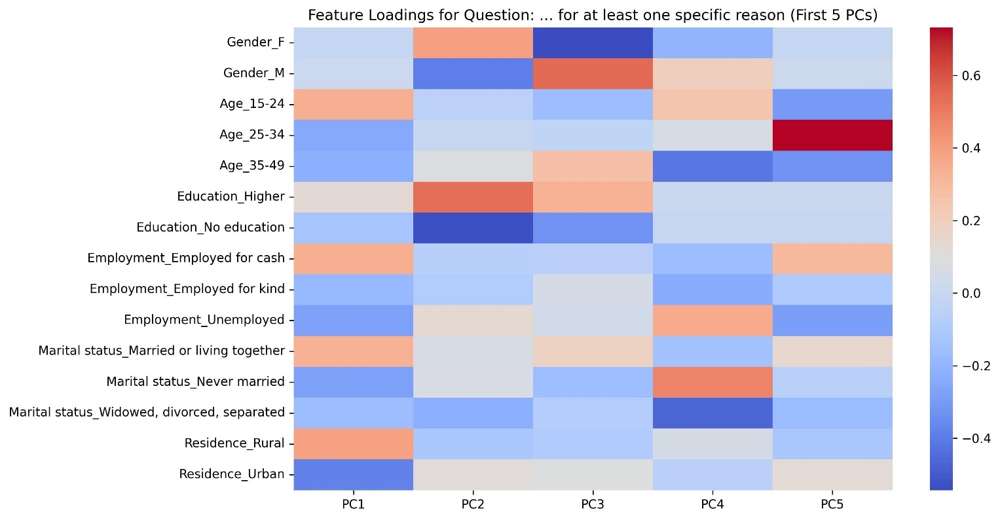 Feature Loadings for Question: ... for at least one specific reason (First 5 PCs)
Gender_F
Gender_M
Age_15-24
Age_25-34
Age_35-49
Education_Higher
Education_No education
Employment_Employed for cash
Employment_Employed for kind
Employment_Unemployed
Marital status_Married or living together
Marital status_Never married
Marital status_Widowed, divorced, separated
Residence_Rural
Residence_Urban
PC1 PC2 PC3 PC4 PC5
0.6
0.4
0.2
0.0
−0.2
−0.4